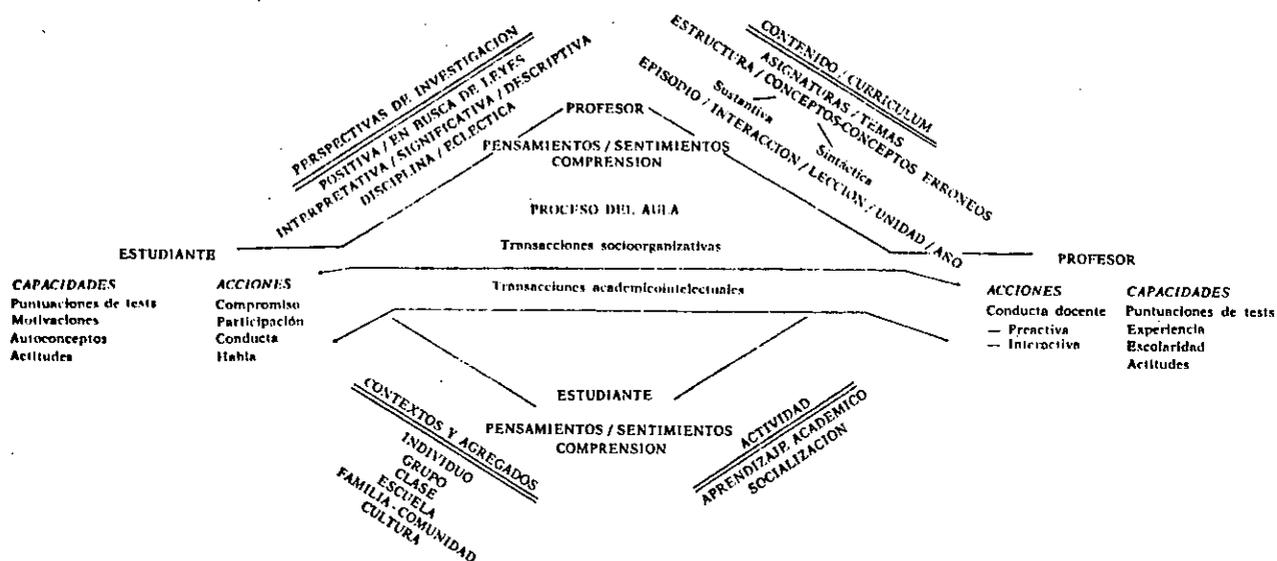 PERSPECTIVAS DE INVESTIGACION
POSITIVA / EN BUSCA DE LEYES
INTERPRETATIVA / SIGNIFICATIVA / DESCRIPTIVA
DISCIPLINA / ECLECTICA
CONTENIDO / CURRICULUM
ASIGNATURAS / TEMAS
ESTRUCTURA / CONCEPTOS-CONCEPTOS ERRONEOS
Sustantiva
Sintáctica
EPISODIO / INTERACCION / LECCION / UNIDAD / AÑO
PROFESOR
PENSAMIENTOS / SENTIMIENTOS
COMPRENSION
PROCESO DEL AULA
Transacciones socioorganizativas
Transacciones academicointelectuales
ESTUDIANTE
CAPACIDADES
Puntuaciones de tests
Motivaciones
Autoconceptos
Actitudes
ACCIONES
Compromiso
Participación
Conducta
Habla
PROFESOR
ACCIONES
Conducta docente
— Preactiva
— Interactiva
CAPACIDADES
Puntuaciones de tests
Experiencia
Escolaridad
Actitudes
ESTUDIANTE
PENSAMIENTOS / SENTIMIENTOS
COMPRENSION
CONTEXTOS Y AGREGADOS
INDIVIDUO
GRUPO
CLASE
ESCUELA
FAMILIA-COMUNIDAD
CULTURA
ACTIVIDAD
APRENDIZAJE ACADEMICO
SOCIALIZACION